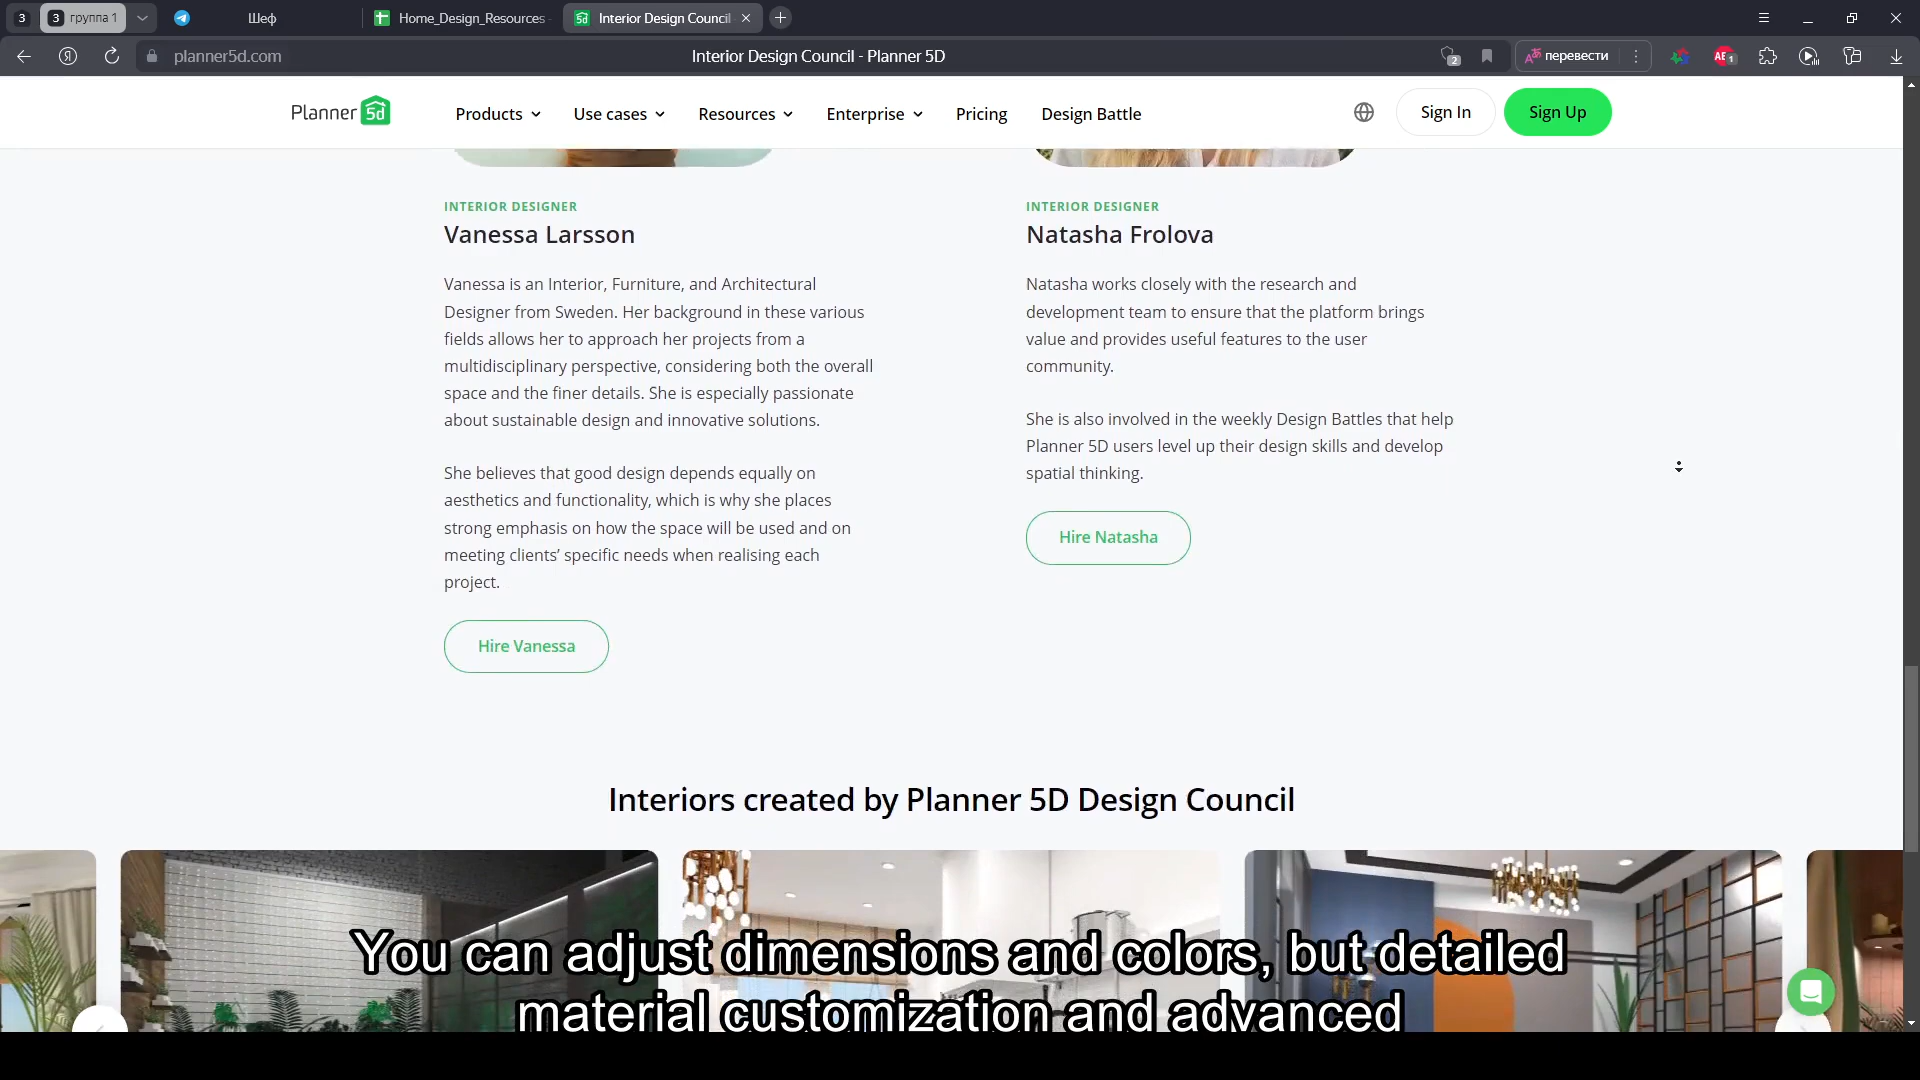 3
3 группа 1
Шеф
Home_Design_Resources
Interior Design Council
planner5d.com
Interior Design Council - Planner 5D
2
перевести
1
Planner 5d
Products
Use cases
Resources
Enterprise
Pricing
Design Battle
Sign In
Sign Up
INTERIOR DESIGNER
Vanessa Larsson
Vanessa is an Interior, Furniture, and Architectural
Designer from Sweden. Her background in these various
fields allows her to approach her projects from a
multidisciplinary perspective, considering both the overall
space and the finer details. She is especially passionate
about sustainable design and innovative solutions.
She believes that good design depends equally on
aesthetics and functionality, which is why she places
strong emphasis on how the space will be used and on
meeting clients’ specific needs when realising each
project.
Hire Vanessa
INTERIOR DESIGNER
Natasha Frolova
Natasha works closely with the research and
development team to ensure that the platform brings
value and provides useful features to the user
community.
She is also involved in the weekly Design Battles that help
Planner 5D users level up their design skills and develop
spatial thinking.
Hire Natasha
Interiors created by Planner 5D Design Council
You can adjust dimensions and colors, but detailed
material customization and advanced